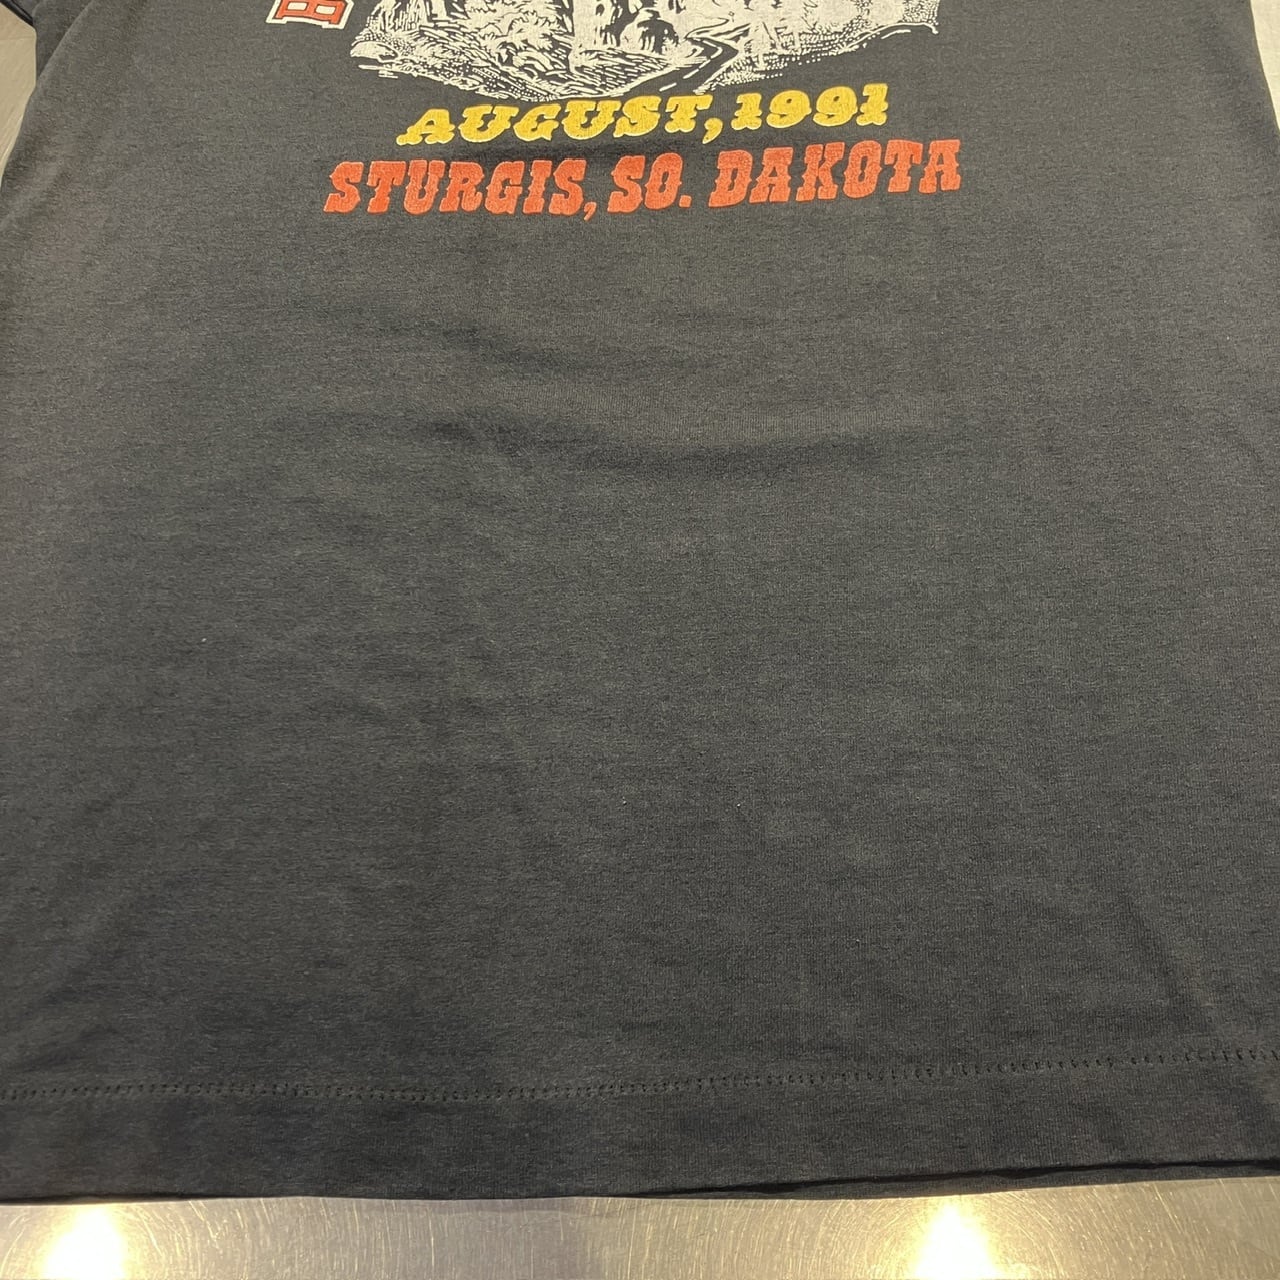 AUGUST, 1991
STURGIS, SO. DAKOTA